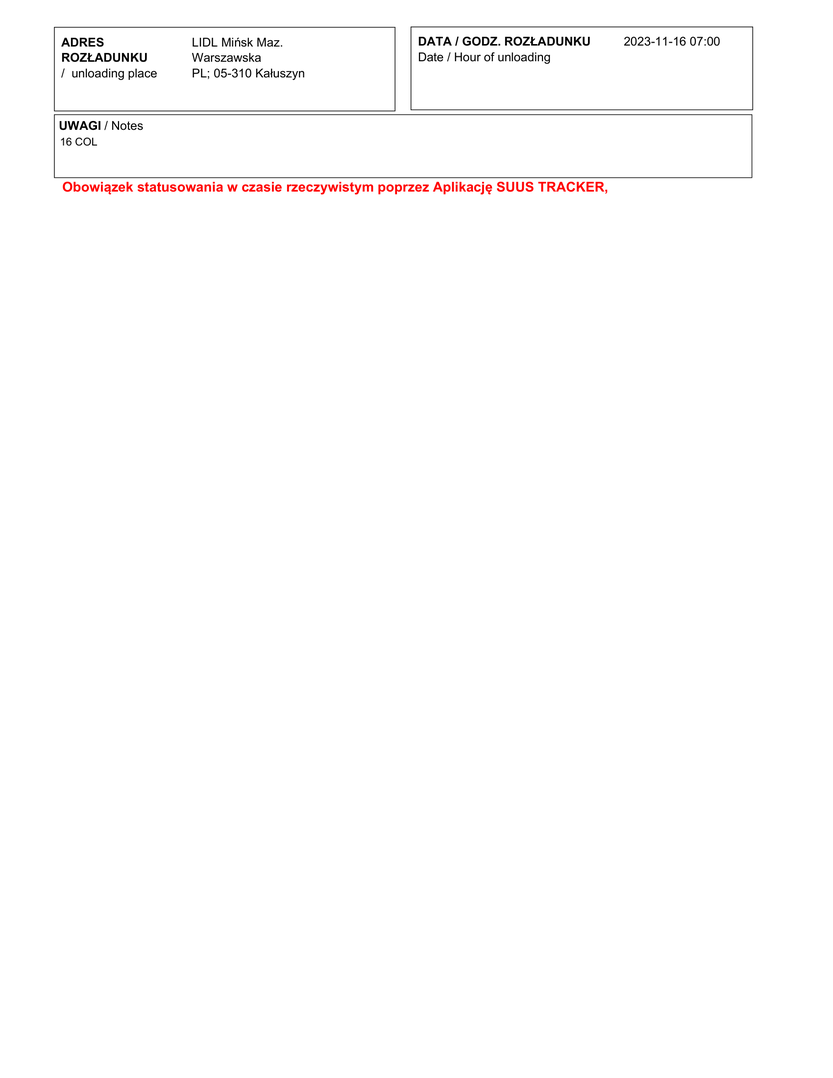 ADRES ROZŁADUNKU / unloading place
LIDL Mińsk Maz.
Warszawska
PL; 05-310 Kałuszyn
DATA / GODZ. ROZŁADUNKU 2023-11-16 07:00
Date / Hour of unloading
UWAGI / Notes
16 COL
Obowiązek statusowania w czasie rzeczywistym poprzez Aplikację SUUS TRACKER,